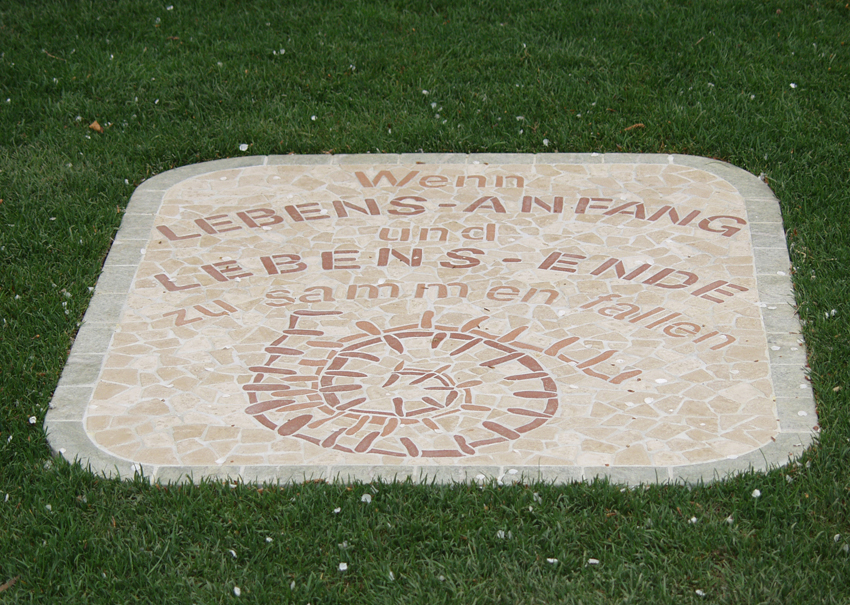 Wenn
LEBENS-ANFANG
und
LEBENS-ENDE
zu sammen fallen